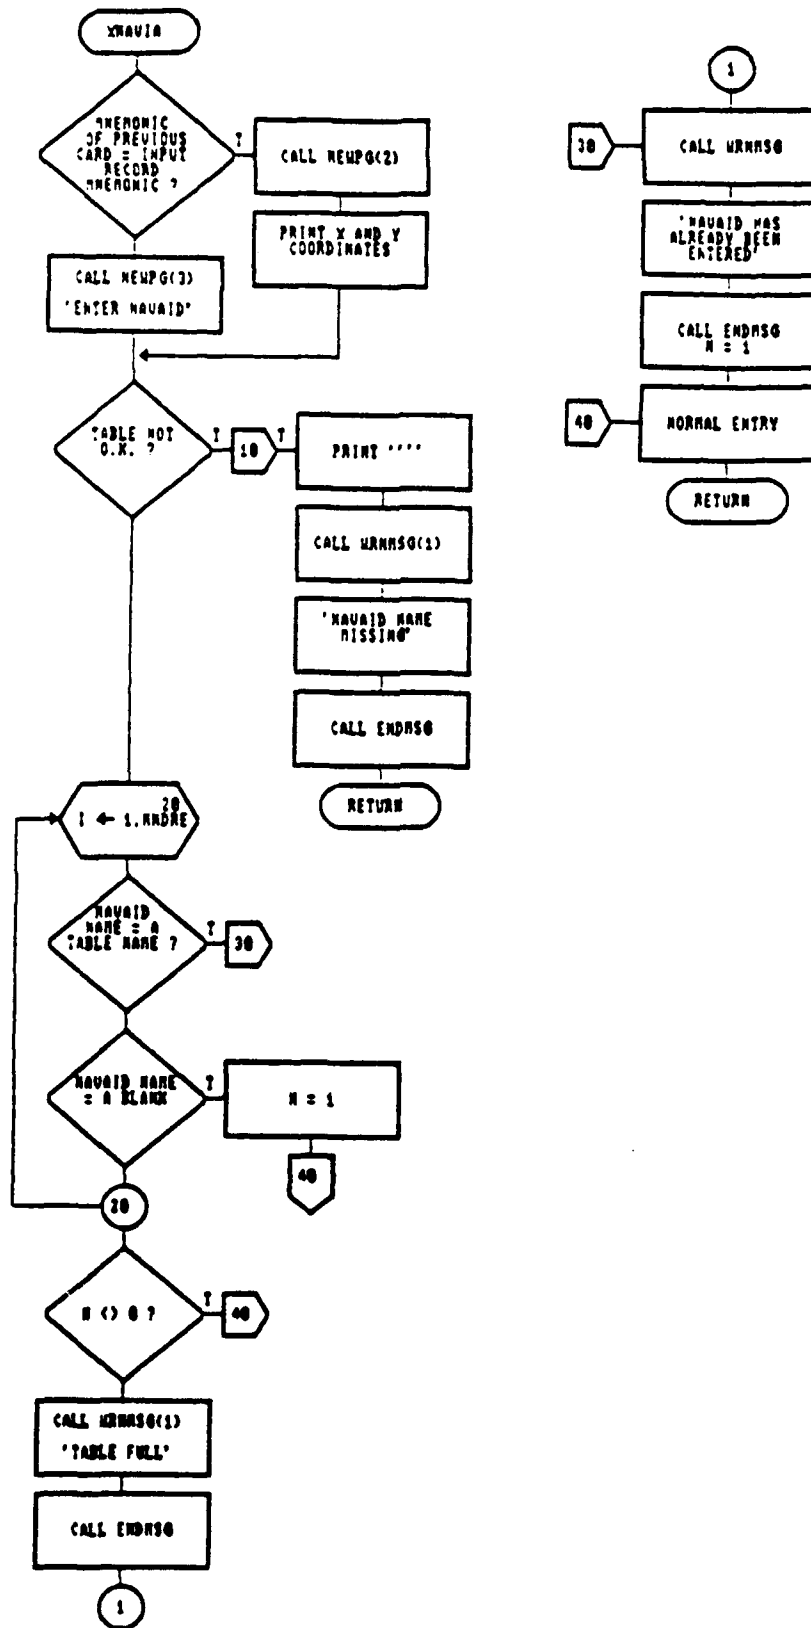 XNAVIA
MNEMONIC
OF PREVIOUS
CARD = INPUT
RECORD
MNEMONIC ?
T
CALL NEWPG(2)
PRINT X AND Y
COORDINATES
CALL NEWPG(3)
'ENTER NAVAID'
TABLE NOT
O.K. ?
T
10
T
PRINT ''''
CALL WRNMSG(1)
'NAVAID NAME
MISSING'
CALL ENDMSG
RETURN
20
I ← 1,NNDRE
NAVAID
NAME = A
TABLE NAME ?
T
30
NAVAID NAME
= A BLANK
T
N = I
40
20
N <> 0 ?
T
40
CALL WRNMSG(1)
'TABLE FULL'
CALL ENDMSG
1
1
30
CALL WRNMSG
'NAVAID HAS
ALREADY BEEN
ENTERED'
CALL ENDMSG
N = I
40
NORMAL ENTRY
RETURN